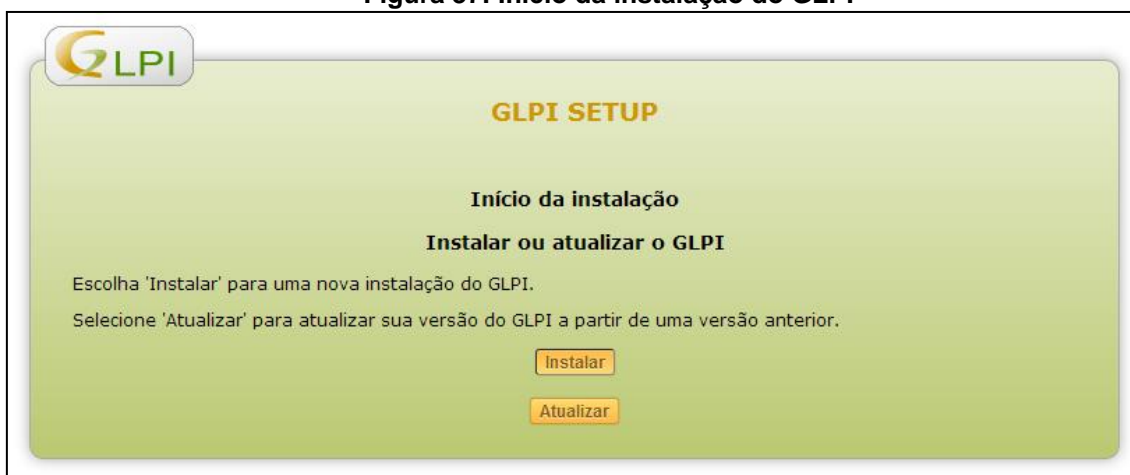 Figura 37: Início da instalação do GLPI
GLPI
GLPI SETUP
Início da instalação
Instalar ou atualizar o GLPI
Escolha 'Instalar' para uma nova instalação do GLPI.
Selecione 'Atualizar' para atualizar sua versão do GLPI a partir de uma versão anterior.
Instalar
Atualizar